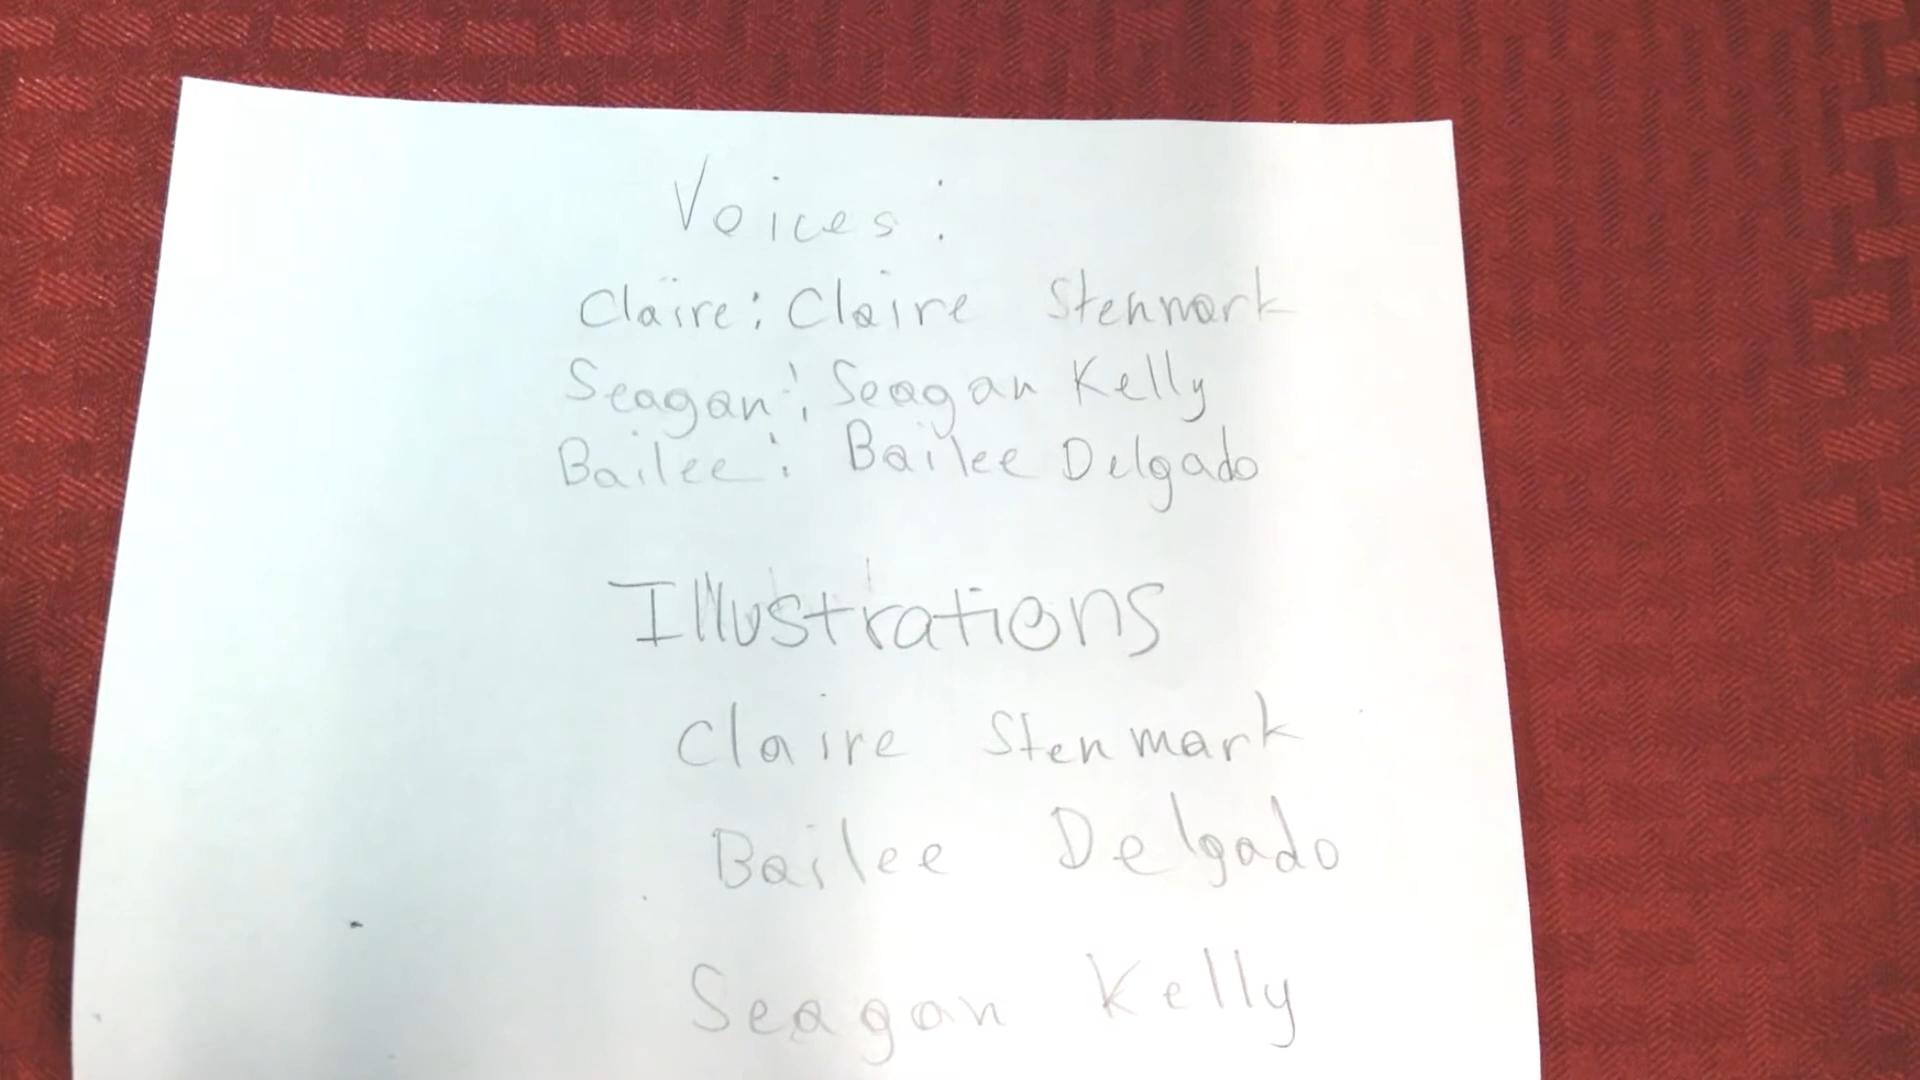 Voices:
Claire: Claire Stenmark
Seagan: Seagan Kelly
Bailee: Bailee Delgado
Illustrations
Claire Stenmark
Bailee Delgado
Seagan Kelly